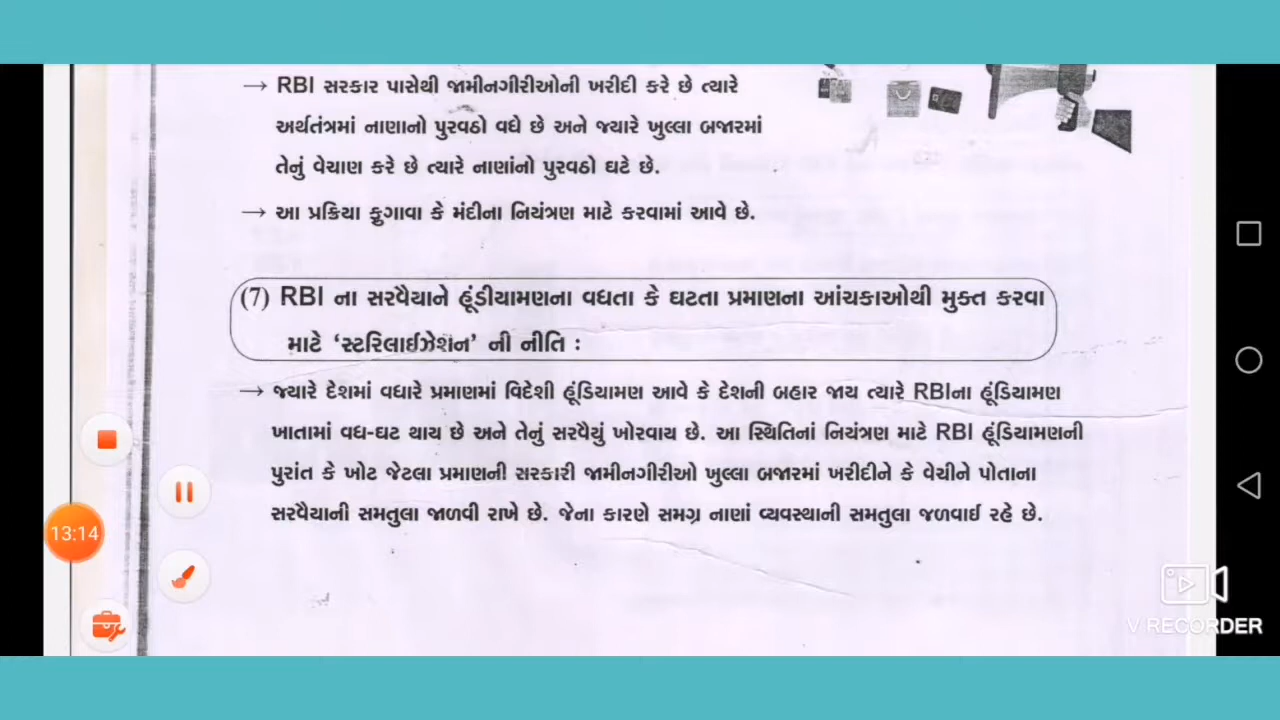 → RBI સરકાર પાસેથી જામીનગીરીઓની ખરીદી કરે છે ત્યારે
અર્થતંત્રમાં નાણાનો પુરવઠો વધે છે અને જ્યારે ખુલ્લા બજારમાં
તેનું વેચાણ કરે છે ત્યારે નાણાંનો પુરવઠો ઘટે છે.
→ આ પ્રક્રિયા ફુગાવા કે મંદીના નિયંત્રણ માટે કરવામાં આવે છે.
(7) RBI ના સરવૈયાને હૂંડીયામણના વધતા કે ઘટતા પ્રમાણના આંચકાઓથી મુક્ત કરવા
માટે ‘સ્ટરિલાઈઝેશન’ ની નીતિ :
→ જ્યારે દેશમાં વધારે પ્રમાણમાં વિદેશી હૂંડિયામણ આવે કે દેશની બહાર જાય ત્યારે RBIના હૂંડિયામણ
ખાતામાં વધ-ઘટ થાય છે અને તેનું સરવૈયું ખોરવાય છે. આ સ્થિતિનાં નિયંત્રણ માટે RBI હૂંડિયામણની
પુરાંત કે ખોટ જેટલા પ્રમાણની સરકારી જામીનગીરીઓ ખુલ્લા બજારમાં ખરીદીને કે વેચીને પોતાના
સરવૈયાની સમતુલા જાળવી રાખે છે. જેના કારણે સમગ્ર નાણાં વ્યવસ્થાની સમતુલા જળવાઈ રહે છે.
13:14
V RECORDER